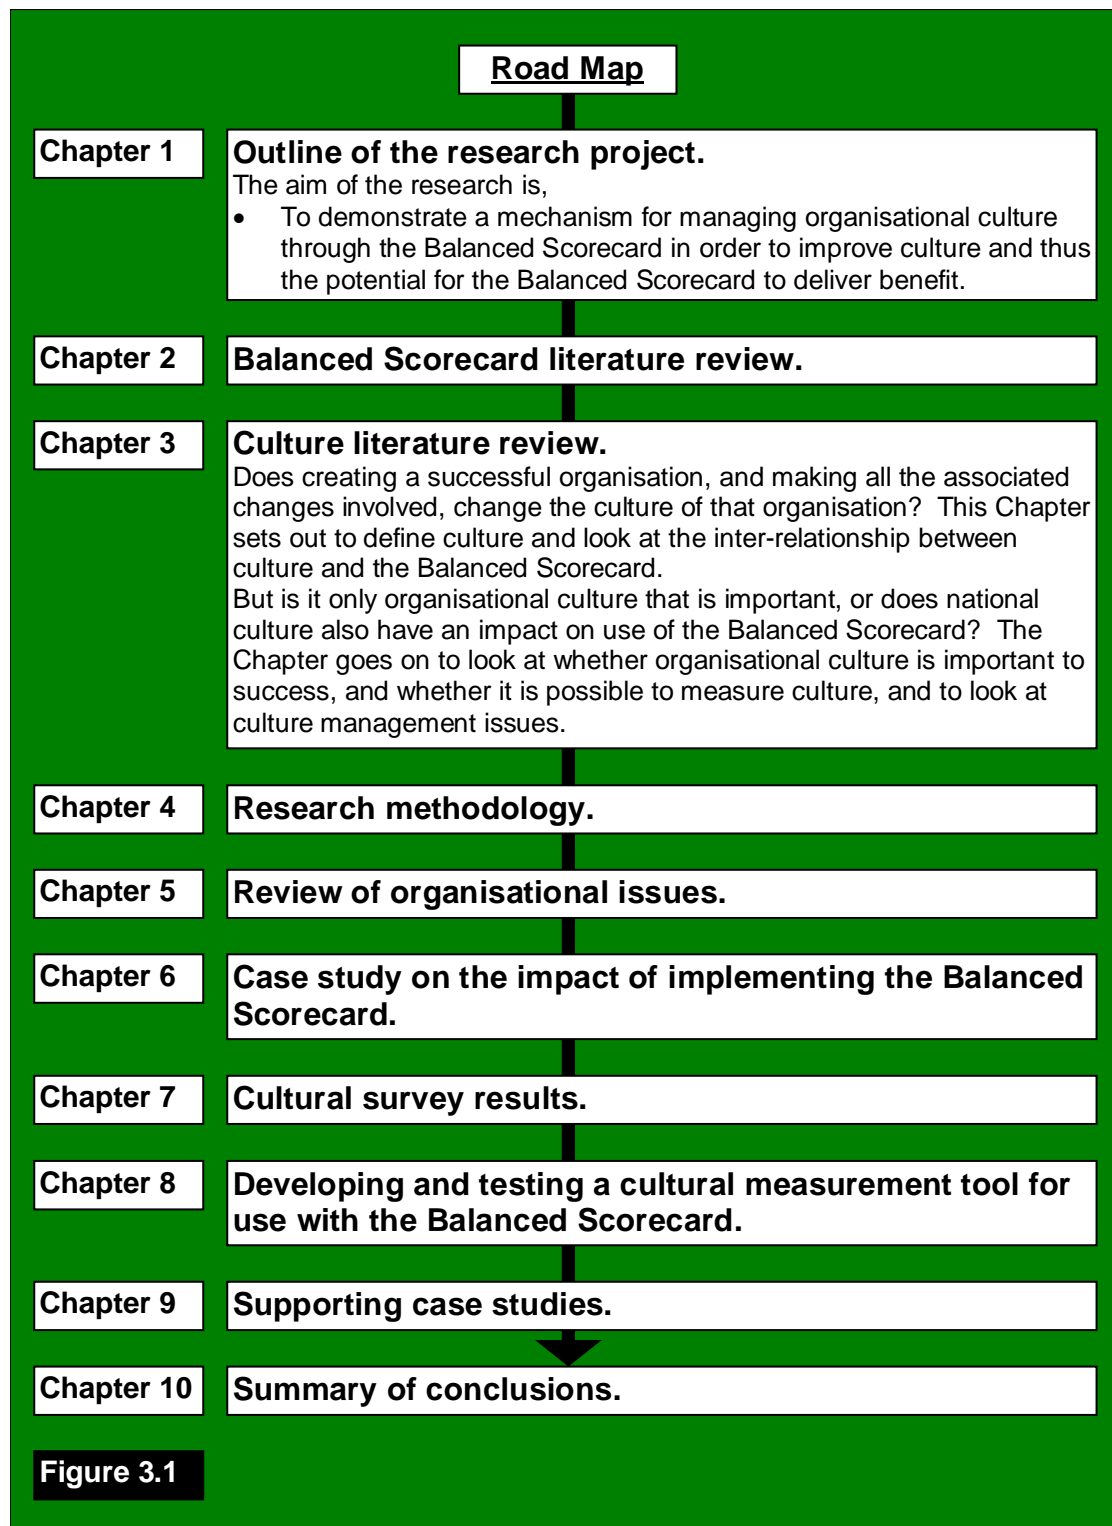 Road Map
Chapter 1
Outline of the research project.
The aim of the research is,
• To demonstrate a mechanism for managing organisational culture
through the Balanced Scorecard in order to improve culture and thus
the potential for the Balanced Scorecard to deliver benefit.
Chapter 2
Balanced Scorecard literature review.
Chapter 3
Culture literature review.
Does creating a successful organisation, and making all the associated
changes involved, change the culture of that organisation? This Chapter
sets out to define culture and look at the inter-relationship between
culture and the Balanced Scorecard.
But is it only organisational culture that is important, or does national
culture also have an impact on use of the Balanced Scorecard? The
Chapter goes on to look at whether organisational culture is important to
success, and whether it is possible to measure culture, and to look at
culture management issues.
Chapter 4
Research methodology.
Chapter 5
Review of organisational issues.
Chapter 6
Case study on the impact of implementing the Balanced
Scorecard.
Chapter 7
Cultural survey results.
Chapter 8
Developing and testing a cultural measurement tool for
use with the Balanced Scorecard.
Chapter 9
Supporting case studies.
Chapter 10
Summary of conclusions.
Figure 3.1